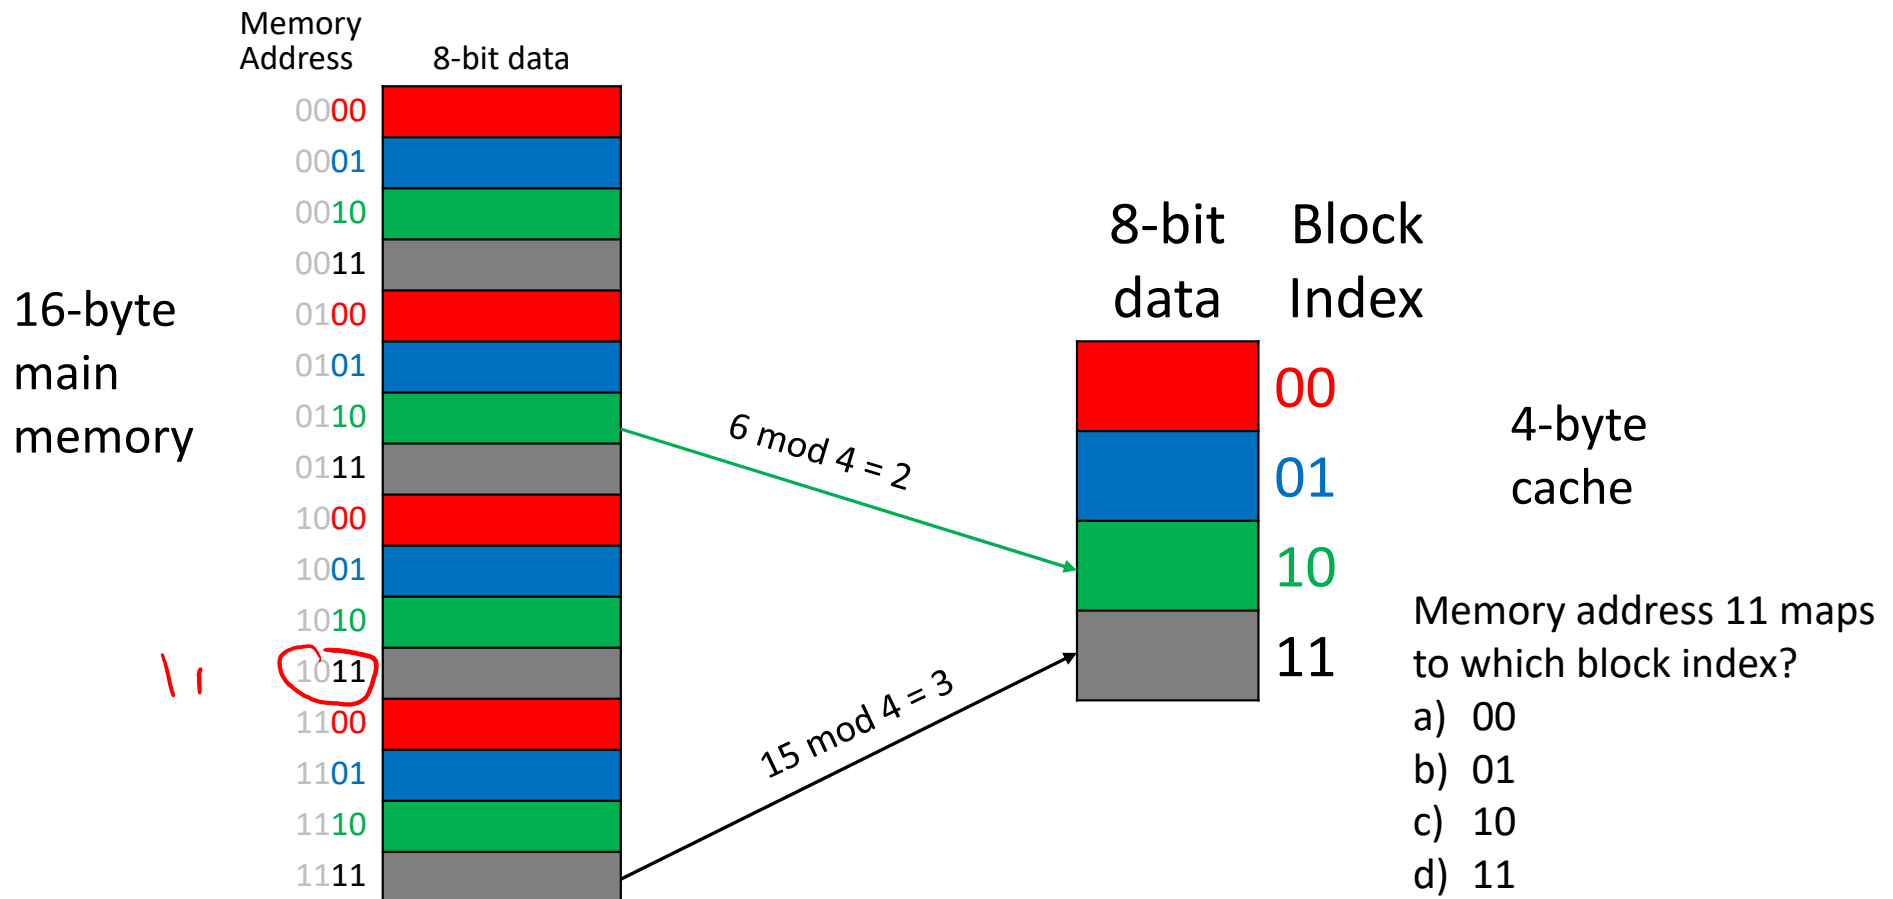 Memory
Address
8-bit data
0000
0001
0010
0011
0100
0101
0110
0111
1000
1001
1010
11
1011
1100
1101
1110
1111
16-byte
main
memory
6 mod 4 = 2
15 mod 4 = 3
8-bit
data
Block
Index
00
01
10
11
4-byte
cache
Memory address 11 maps
to which block index?
a) 00
b) 01
c) 10
d) 11